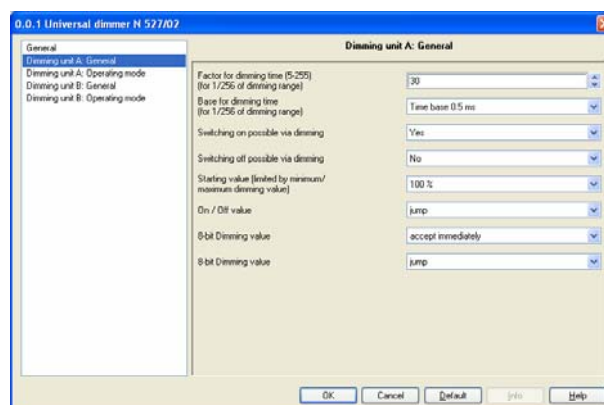 0.0.1 Universal dimmer N 527/02
General
Dimming unit A: General
Dimming unit A: Operating mode
Dimming unit B: General
Dimming unit B: Operating mode
Dimming unit A: General
Factor for dimming time (5-255)
(for 1/256 of dimming range)
30
Base for dimming time
(for 1/256 of dimming range)
Time base 0.5 ms
Switching on possible via dimming
Yes
Switching off possible via dimming
No
Starting value (limited by minimum/
maximum dimming value)
100 %
On / Off value
jump
8-bit Dimming value
accept immediately
8-bit Dimming value
jump
OK
Cancel
Default
Info
Help